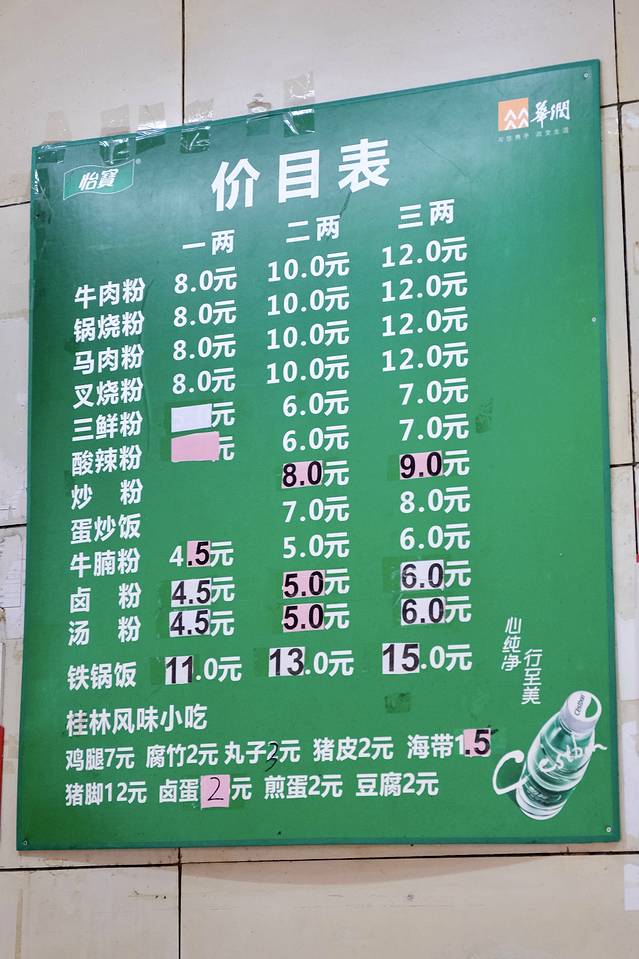 怡寶
華潤
与您携手 改变生活
价目表
一两 二两 三两
牛肉粉 8.0元 10.0元 12.0元
锅烧粉 8.0元 10.0元 12.0元
马肉粉 8.0元 10.0元 12.0元
叉烧粉 8.0元 10.0元 12.0元
三鲜粉 元 6.0元 7.0元
酸辣粉 元 6.0元 7.0元
炒 粉 8.0元 9.0元
蛋炒饭 7.0元 8.0元
牛腩粉 4.5元 5.0元 6.0元
卤 粉 4.5元 5.0元 6.0元
汤 粉 4.5元 5.0元 6.0元
铁锅饭 11.0元 13.0元 15.0元
心纯净
行至美
桂林风味小吃
鸡腿7元 腐竹2元 丸子3元 猪皮2元 海带1.5
猪脚12元 卤蛋2元 煎蛋2元 豆腐2元
C'estbon